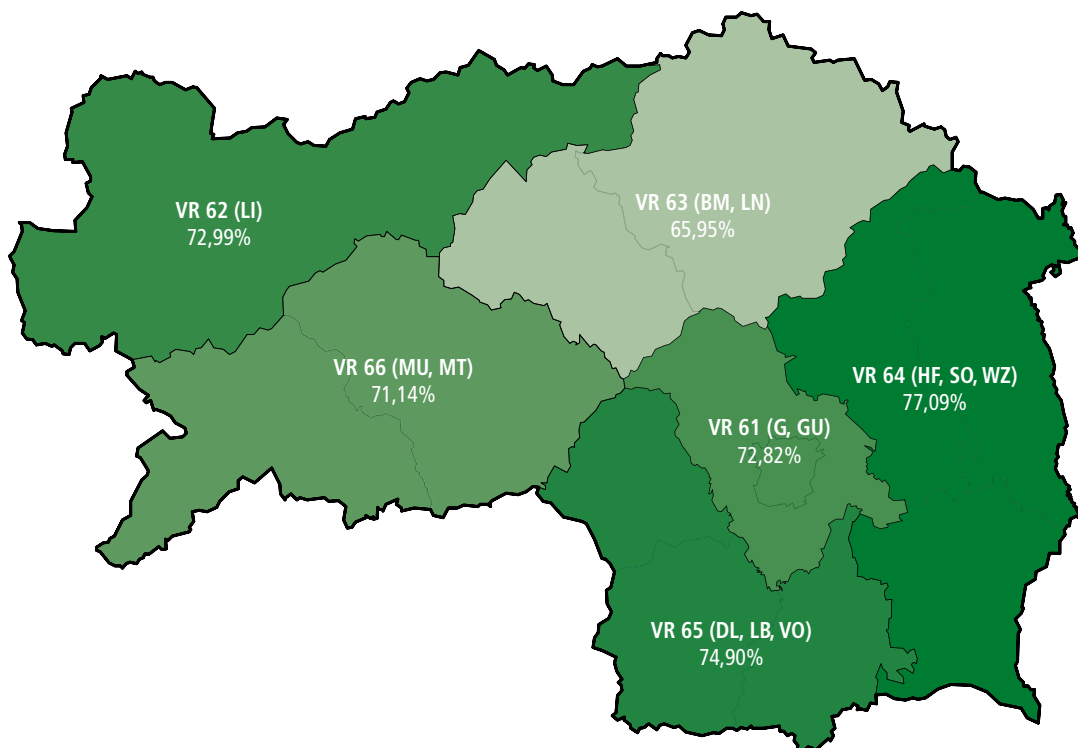 VR 63 (BM, LN)
65,95%
VR 62 (LI)
72,99%
VR 66 (MU, MT)
71,14%
VR 64 (HF, SO, WZ)
77,09%
VR 61 (G, GU)
72,82%
VR 65 (DL, LB, VO)
74,90%